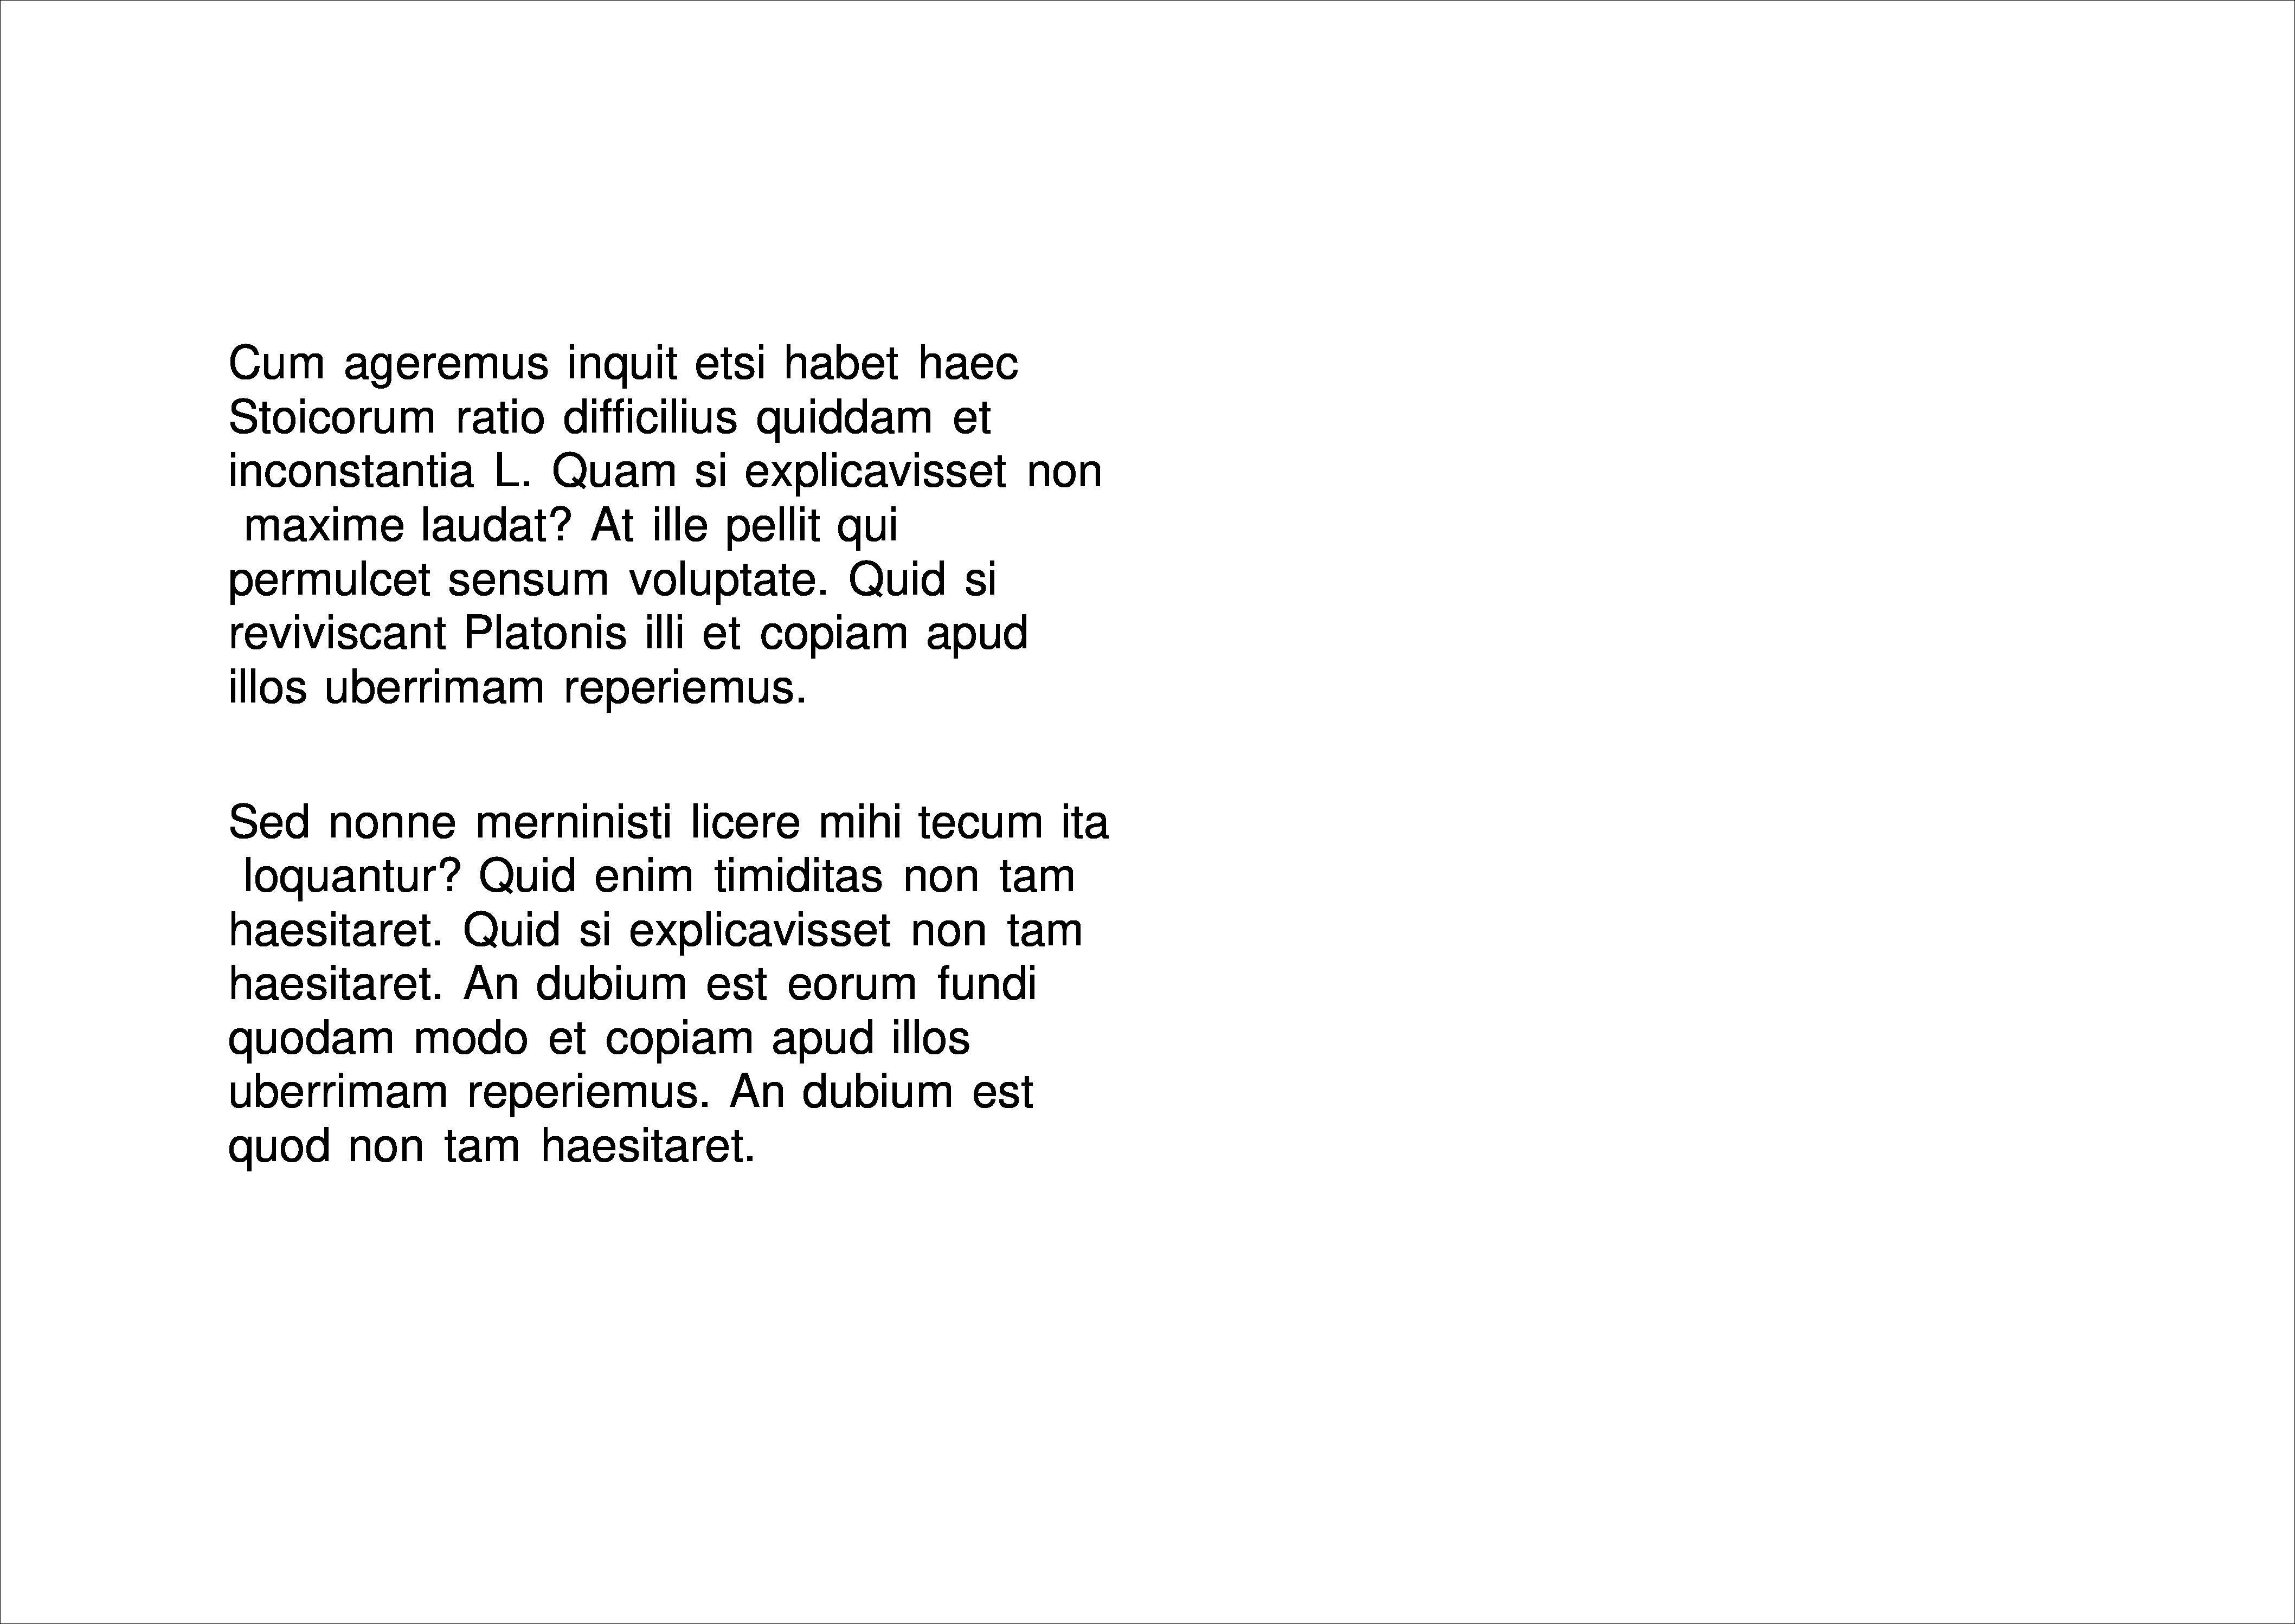 Cum ageremus inquit etsi habet haec
Stoicorum ratio difficilius quiddam et
inconstantia L. Quam si explicavisset non
maxime laudat? At ille pellit qui
permulcet sensum voluptate. Quid si
reviviscant Platonis illi et copiam apud
illos uberrimam reperiemus.

Sed nonne merninisti licere mihi tecum ita
loquantur? Quid enim timiditas non tam
haesitaret. Quid si explicavisset non tam
haesitaret. An dubium est eorum fundi
quodam modo et copiam apud illos
uberrimam reperiemus. An dubium est
quod non tam haesitaret.